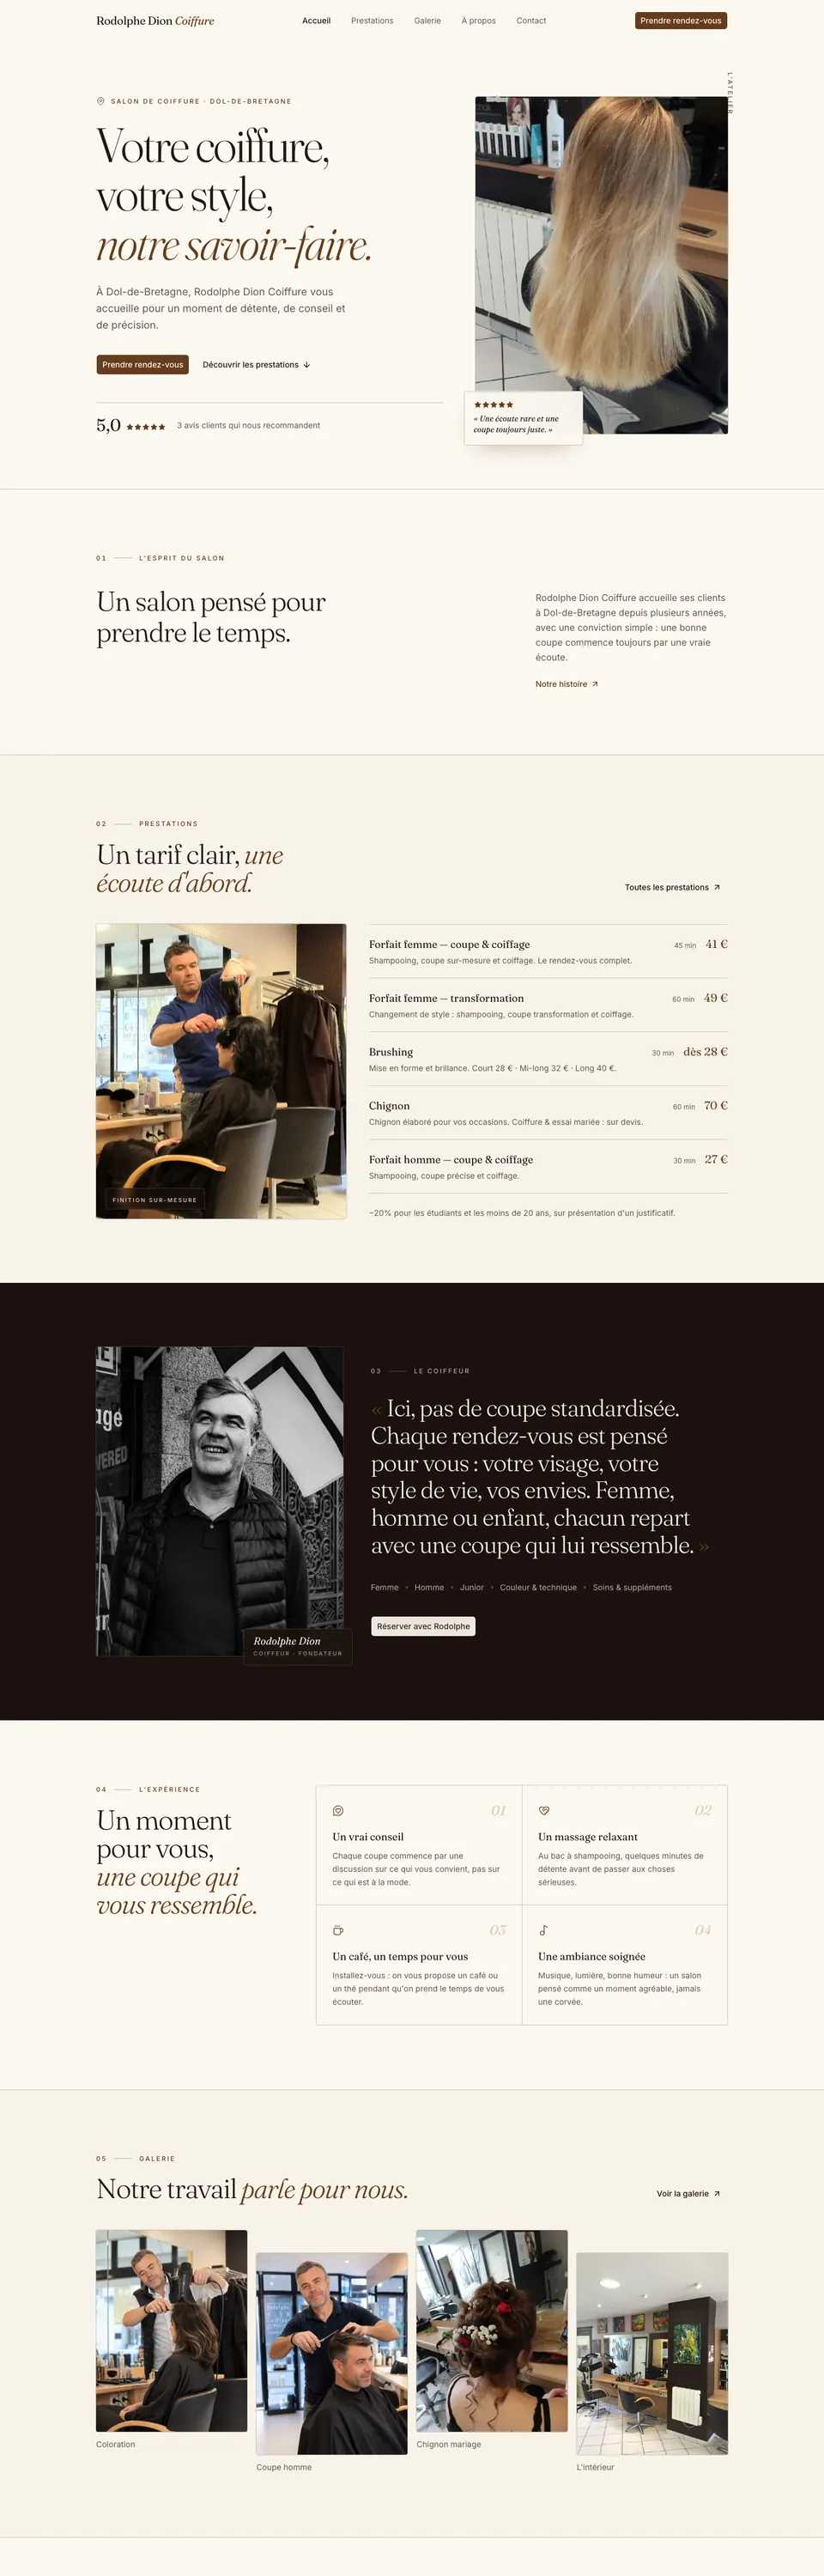 Rodolphe Dion Coiffure
Accueil
Prestations
Galerie
À propos
Contact
Prendre rendez-vous
L'ATELIER
SALON DE COIFFURE · DOL-DE-BRETAGNE
Votre coiffure,
votre style,
notre savoir-faire.
À Dol-de-Bretagne, Rodolphe Dion Coiffure vous
accueille pour un moment de détente, de conseil et
de précision.
Prendre rendez-vous
Découvrir les prestations ↓
5,0 ★★★★★ 3 avis clients qui nous recommandent
★★★★★
« Une écoute rare et une
coupe toujours juste. »
01 — L'ESPRIT DU SALON
Un salon pensé pour
prendre le temps.
Rodolphe Dion Coiffure accueille ses clients
à Dol-de-Bretagne depuis plusieurs années,
avec une conviction simple : une bonne
coupe commence toujours par une vraie
écoute.
Notre histoire ↗
02 — PRESTATIONS
Un tarif clair, une
écoute d'abord.
Toutes les prestations ↗
FINITION SUR-MESURE
Forfait femme — coupe & coiffage 45 min 41 €
Shampooing, coupe sur-mesure et coiffage. Le rendez-vous complet.
Forfait femme — transformation 60 min 49 €
Changement de style : shampooing, coupe transformation et coiffage.
Brushing 30 min dès 28 €
Mise en forme et brillance. Court 28 € · Mi-long 32 € · Long 40 €.
Chignon 60 min 70 €
Chignon élaboré pour vos occasions. Coiffure & essai mariée : sur devis.
Forfait homme — coupe & coiffage 30 min 27 €
Shampooing, coupe précise et coiffage.
−20% pour les étudiants et les moins de 20 ans, sur présentation d'un justificatif.
Rodolphe Dion
COIFFEUR · FONDATEUR
03 — LE COIFFEUR
« Ici, pas de coupe standardisée.
Chaque rendez-vous est pensé
pour vous : votre visage, votre
style de vie, vos envies. Femme,
homme ou enfant, chacun repart
avec une coupe qui lui ressemble. »
Femme • Homme • Junior • Couleur & technique • Soins & suppléments
Réserver avec Rodolphe
04 — L'EXPÉRIENCE
Un moment
pour vous,
une coupe qui
vous ressemble.
01
Un vrai conseil
Chaque coupe commence par une
discussion sur ce qui vous convient, pas sur
ce qui est à la mode.
02
Un massage relaxant
Au bac à shampooing, quelques minutes de
détente avant de passer aux choses
sérieuses.
03
Un café, un temps pour vous
Installez-vous : on vous propose un café ou
un thé pendant qu'on prend le temps de vous
écouter.
04
Une ambiance soignée
Musique, lumière, bonne humeur : un salon
pensé comme un moment agréable, jamais
une corvée.
05 — GALERIE
Notre travail parle pour nous.
Voir la galerie ↗
Coloration
Coupe homme
Chignon mariage
L'intérieur